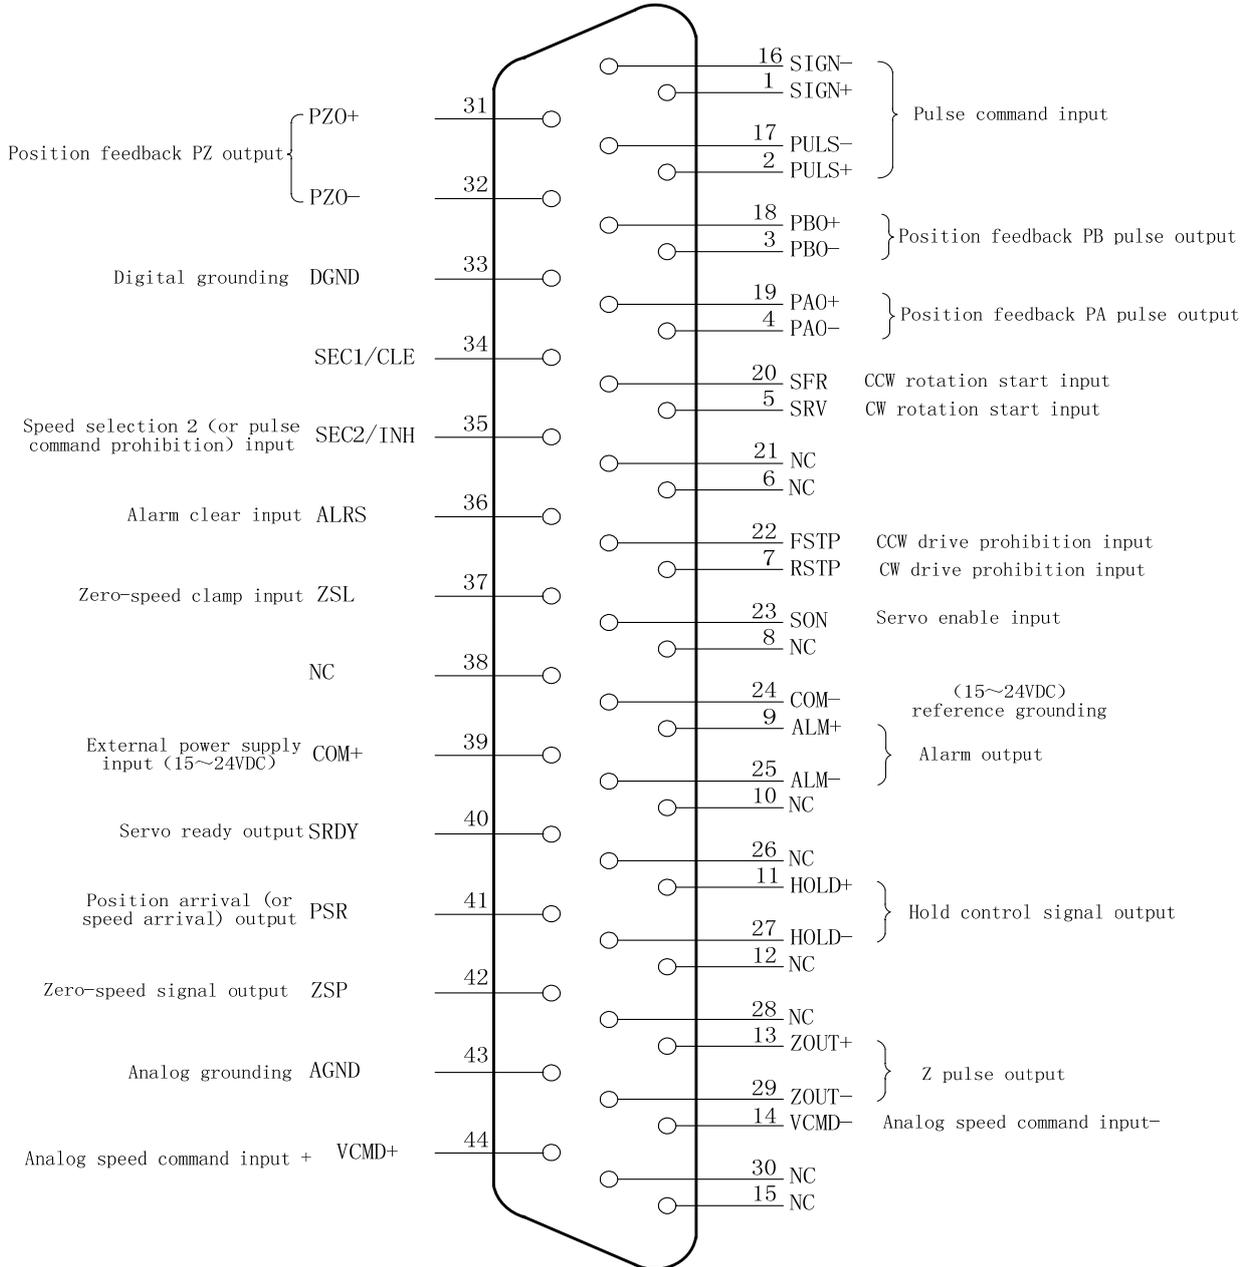 16 SIGN-
1 SIGN+
Pulse command input
17 PULS-
2 PULS+
18 PBO+
3 PBO-
Position feedback PB pulse output
19 PAO+
4 PAO-
Position feedback PA pulse output
20 SFR CCW rotation start input
5 SRV CW rotation start input
21 NC
6 NC
22 FSTP CCW drive prohibition input
7 RSTP CW drive prohibition input
23 SON Servo enable input
8 NC
24 COM- (15～24VDC)
reference grounding
9 ALM+
Alarm output
25 ALM-
10 NC
26 NC
11 HOLD+
Hold control signal output
27 HOLD-
12 NC
28 NC
13 ZOUT+
Z pulse output
29 ZOUT-
14 VCMD- Analog speed command input-
30 NC
15 NC
PZO+ 31
Position feedback PZ output
PZO- 32
Digital grounding DGND 33
SEC1/CLE 34
Speed selection 2 (or pulse
command prohibition) input SEC2/INH 35
Alarm clear input ALRS 36
Zero-speed clamp input ZSL 37
NC 38
External power supply
input (15～24VDC) COM+ 39
Servo ready output SRDY 40
Position arrival (or
speed arrival) output PSR 41
Zero-speed signal output ZSP 42
Analog grounding AGND 43
Analog speed command input + VCMD+ 44